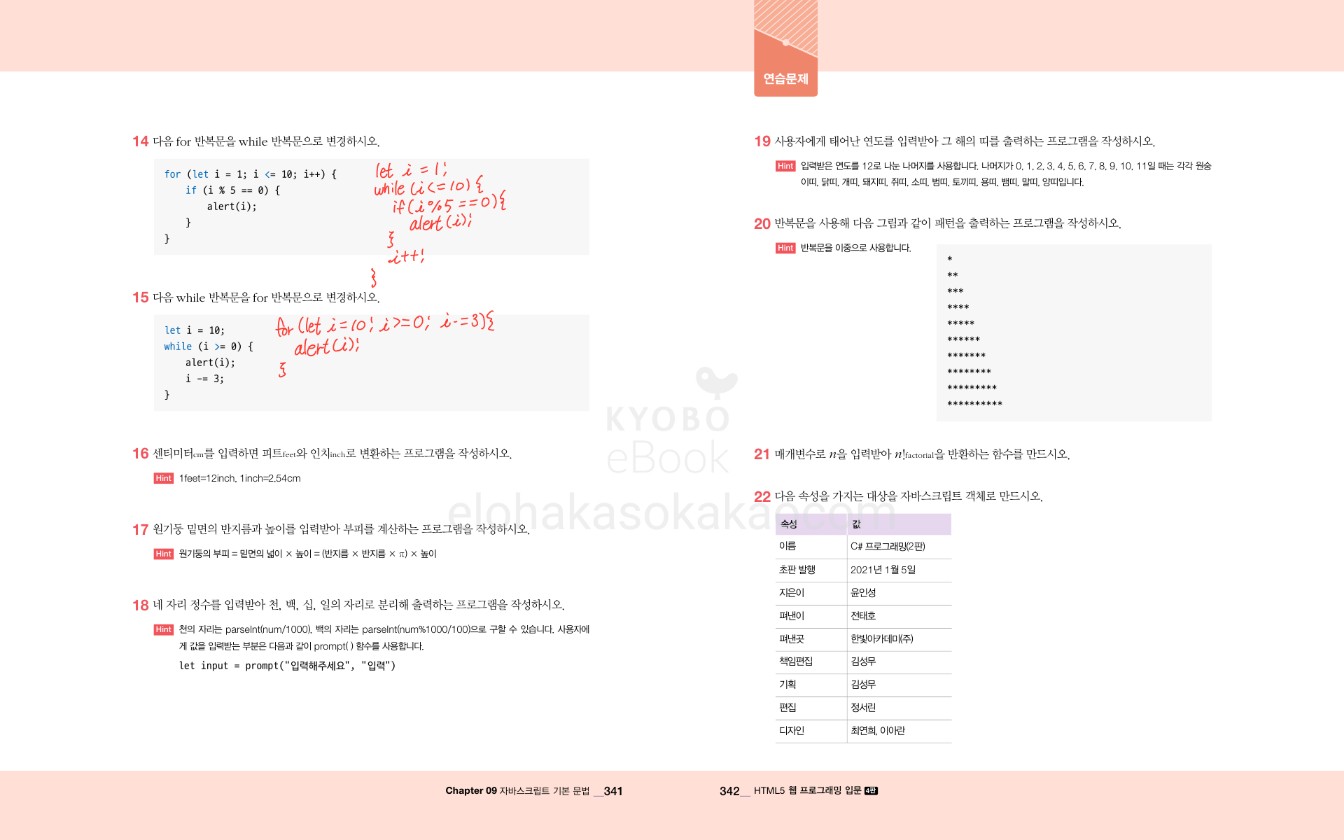 연습문제
14 다음 for 반복문을 while 반복문으로 변경하시오.
for (let i = 1; i <= 10; i++) {
if (i % 5 == 0) {
alert(i);
}
}
let i = 1;
while (i<=10) {
if(i%5 ==0){
alert(i);
}
i++;
}
15 다음 while 반복문을 for 반복문으로 변경하시오.
let i = 10;
while (i >= 0) {
alert(i);
i -= 3;
}
for (let i=10; i>=0; i-=3){
alert(i);
}
16 센티미터cm를 입력하면 피트feet와 인치inch로 변환하는 프로그램을 작성하시오.
Hint 1feet=12inch, 1inch=2.54cm
17 원기둥 밑면의 반지름과 높이를 입력받아 부피를 계산하는 프로그램을 작성하시오.
Hint 원기둥의 부피 = 밑면의 넓이 × 높이 = (반지름 × 반지름 × π) × 높이
18 네 자리 정수를 입력받아 천, 백, 십, 일의 자리로 분리해 출력하는 프로그램을 작성하시오.
Hint 천의 자리는 parseInt(num/1000), 백의 자리는 parseInt(num%1000/100)으로 구할 수 있습니다. 사용자에
게 값을 입력받는 부분은 다음과 같이 prompt( ) 함수를 사용합니다.
let input = prompt("입력해주세요", "입력")
Chapter 09 자바스크립트 기본 문법 __341
19 사용자에게 태어난 연도를 입력받아 그 해의 띠를 출력하는 프로그램을 작성하시오.
Hint 입력받은 연도를 12로 나눈 나머지를 사용합니다. 나머지가 0, 1, 2, 3, 4, 5, 6, 7, 8, 9, 10, 11일 때는 각각 원숭
이띠, 닭띠, 개띠, 돼지띠, 쥐띠, 소띠, 범띠, 토끼띠, 용띠, 뱀띠, 말띠, 양띠입니다.
20 반복문을 사용해 다음 그림과 같이 패턴을 출력하는 프로그램을 작성하시오.
Hint 반복문을 이중으로 사용합니다.
*
**
***
****
*****
******
*******
********
*********
**********
21 매개변수로 n을 입력받아 n!factorial을 반환하는 함수를 만드시오.
22 다음 속성을 가지는 대상을 자바스크립트 객체로 만드시오.
속성 값
이름 C# 프로그래밍(2판)
초판 발행 2021년 1월 5일
지은이 윤인성
펴낸이 전태호
펴낸곳 한빛아카데미(주)
책임편집 김성무
기획 김성무
편집 정서린
디자인 최연희, 이아란
342__ HTML5 웹 프로그래밍 입문 4판
KYOBO
eBook
elohakasokakaocom